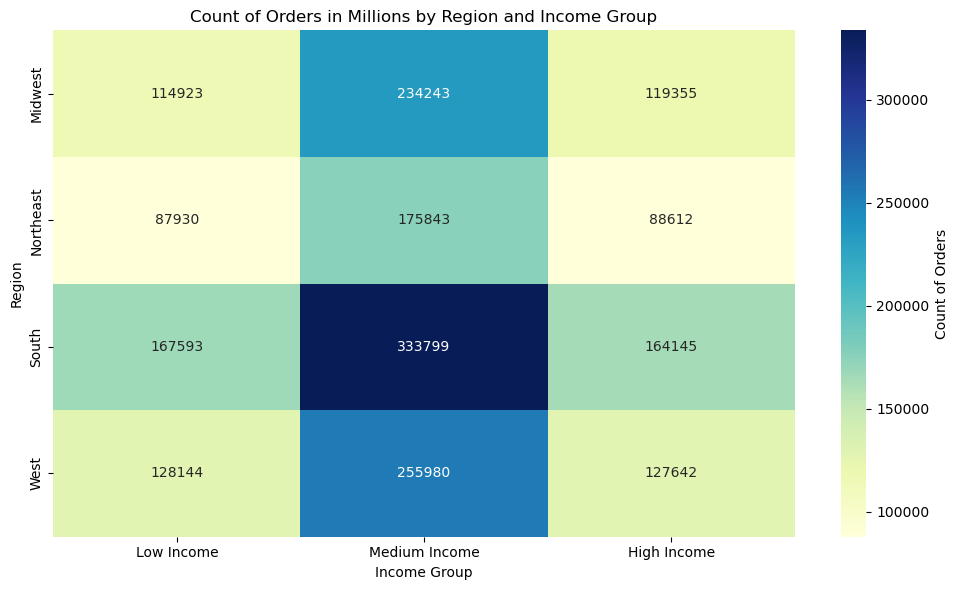 Count of Orders in Millions by Region and Income Group
Region
Midwest
114923 234243 119355
Northeast
87930 175843 88612
South
167593 333799 164145
West
128144 255980 127642
Low Income Medium Income High Income
Income Group
300000
250000
200000
150000
100000
Count of Orders